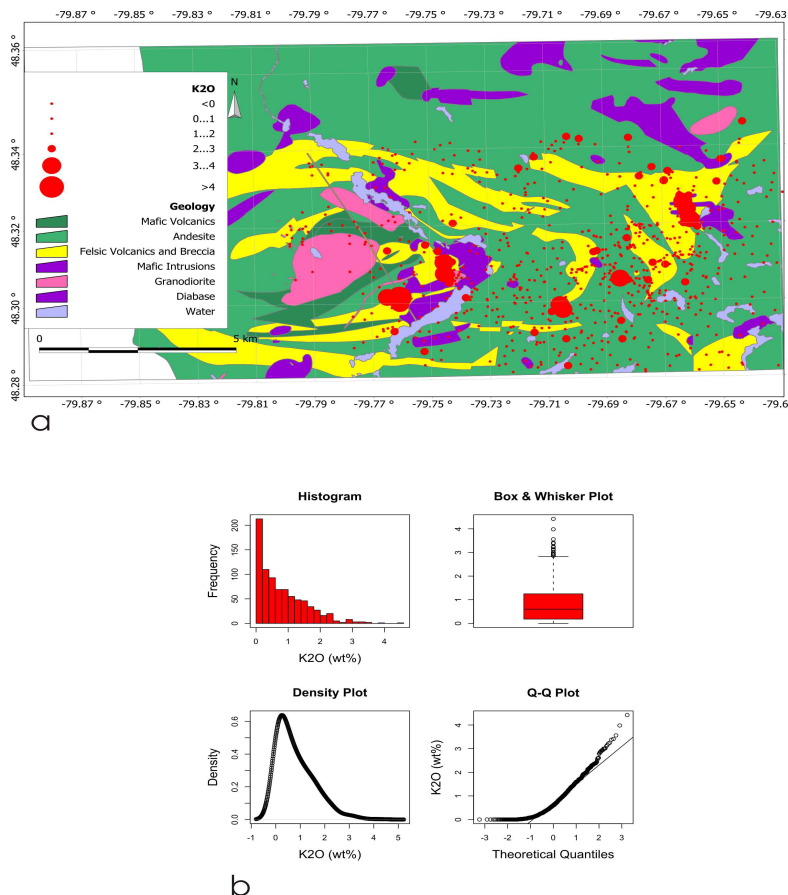 a
-79.87 ° -79.85 ° -79.83 ° -79.81 ° -79.79 ° -79.77 ° -79.75 ° -79.73 ° -79.71 ° -79.69 ° -79.67 ° -79.65 ° -79.63
48.36 °
48.34 °
48.32 °
48.30 °
48.28 °
K2O
<0
0...1
1...2
2...3
3...4
>4
N
Geology
Mafic Volcanics
Andesite
Felsic Volcanics and Breccia
Mafic Intrusions
Granodiorite
Diabase
Water
0 5 km
-79.87 ° -79.85 ° -79.83 ° -79.81 ° -79.79 ° -79.77 ° -79.75 ° -79.73 ° -79.71 ° -79.69 ° -79.67 ° -79.65 ° -79.6
a
Histogram
Frequency
0 50 100 150 200
0 1 2 3 4
K2O (wt%)
Box & Whisker Plot
0 1 2 3 4
Density Plot
Density
0.0 0.2 0.4 0.6
-1 0 1 2 3 4 5
K2O (wt%)
Q-Q Plot
K2O (wt%)
0 1 2 3 4
-3 -2 -1 0 1 2 3
Theoretical Quantiles
b